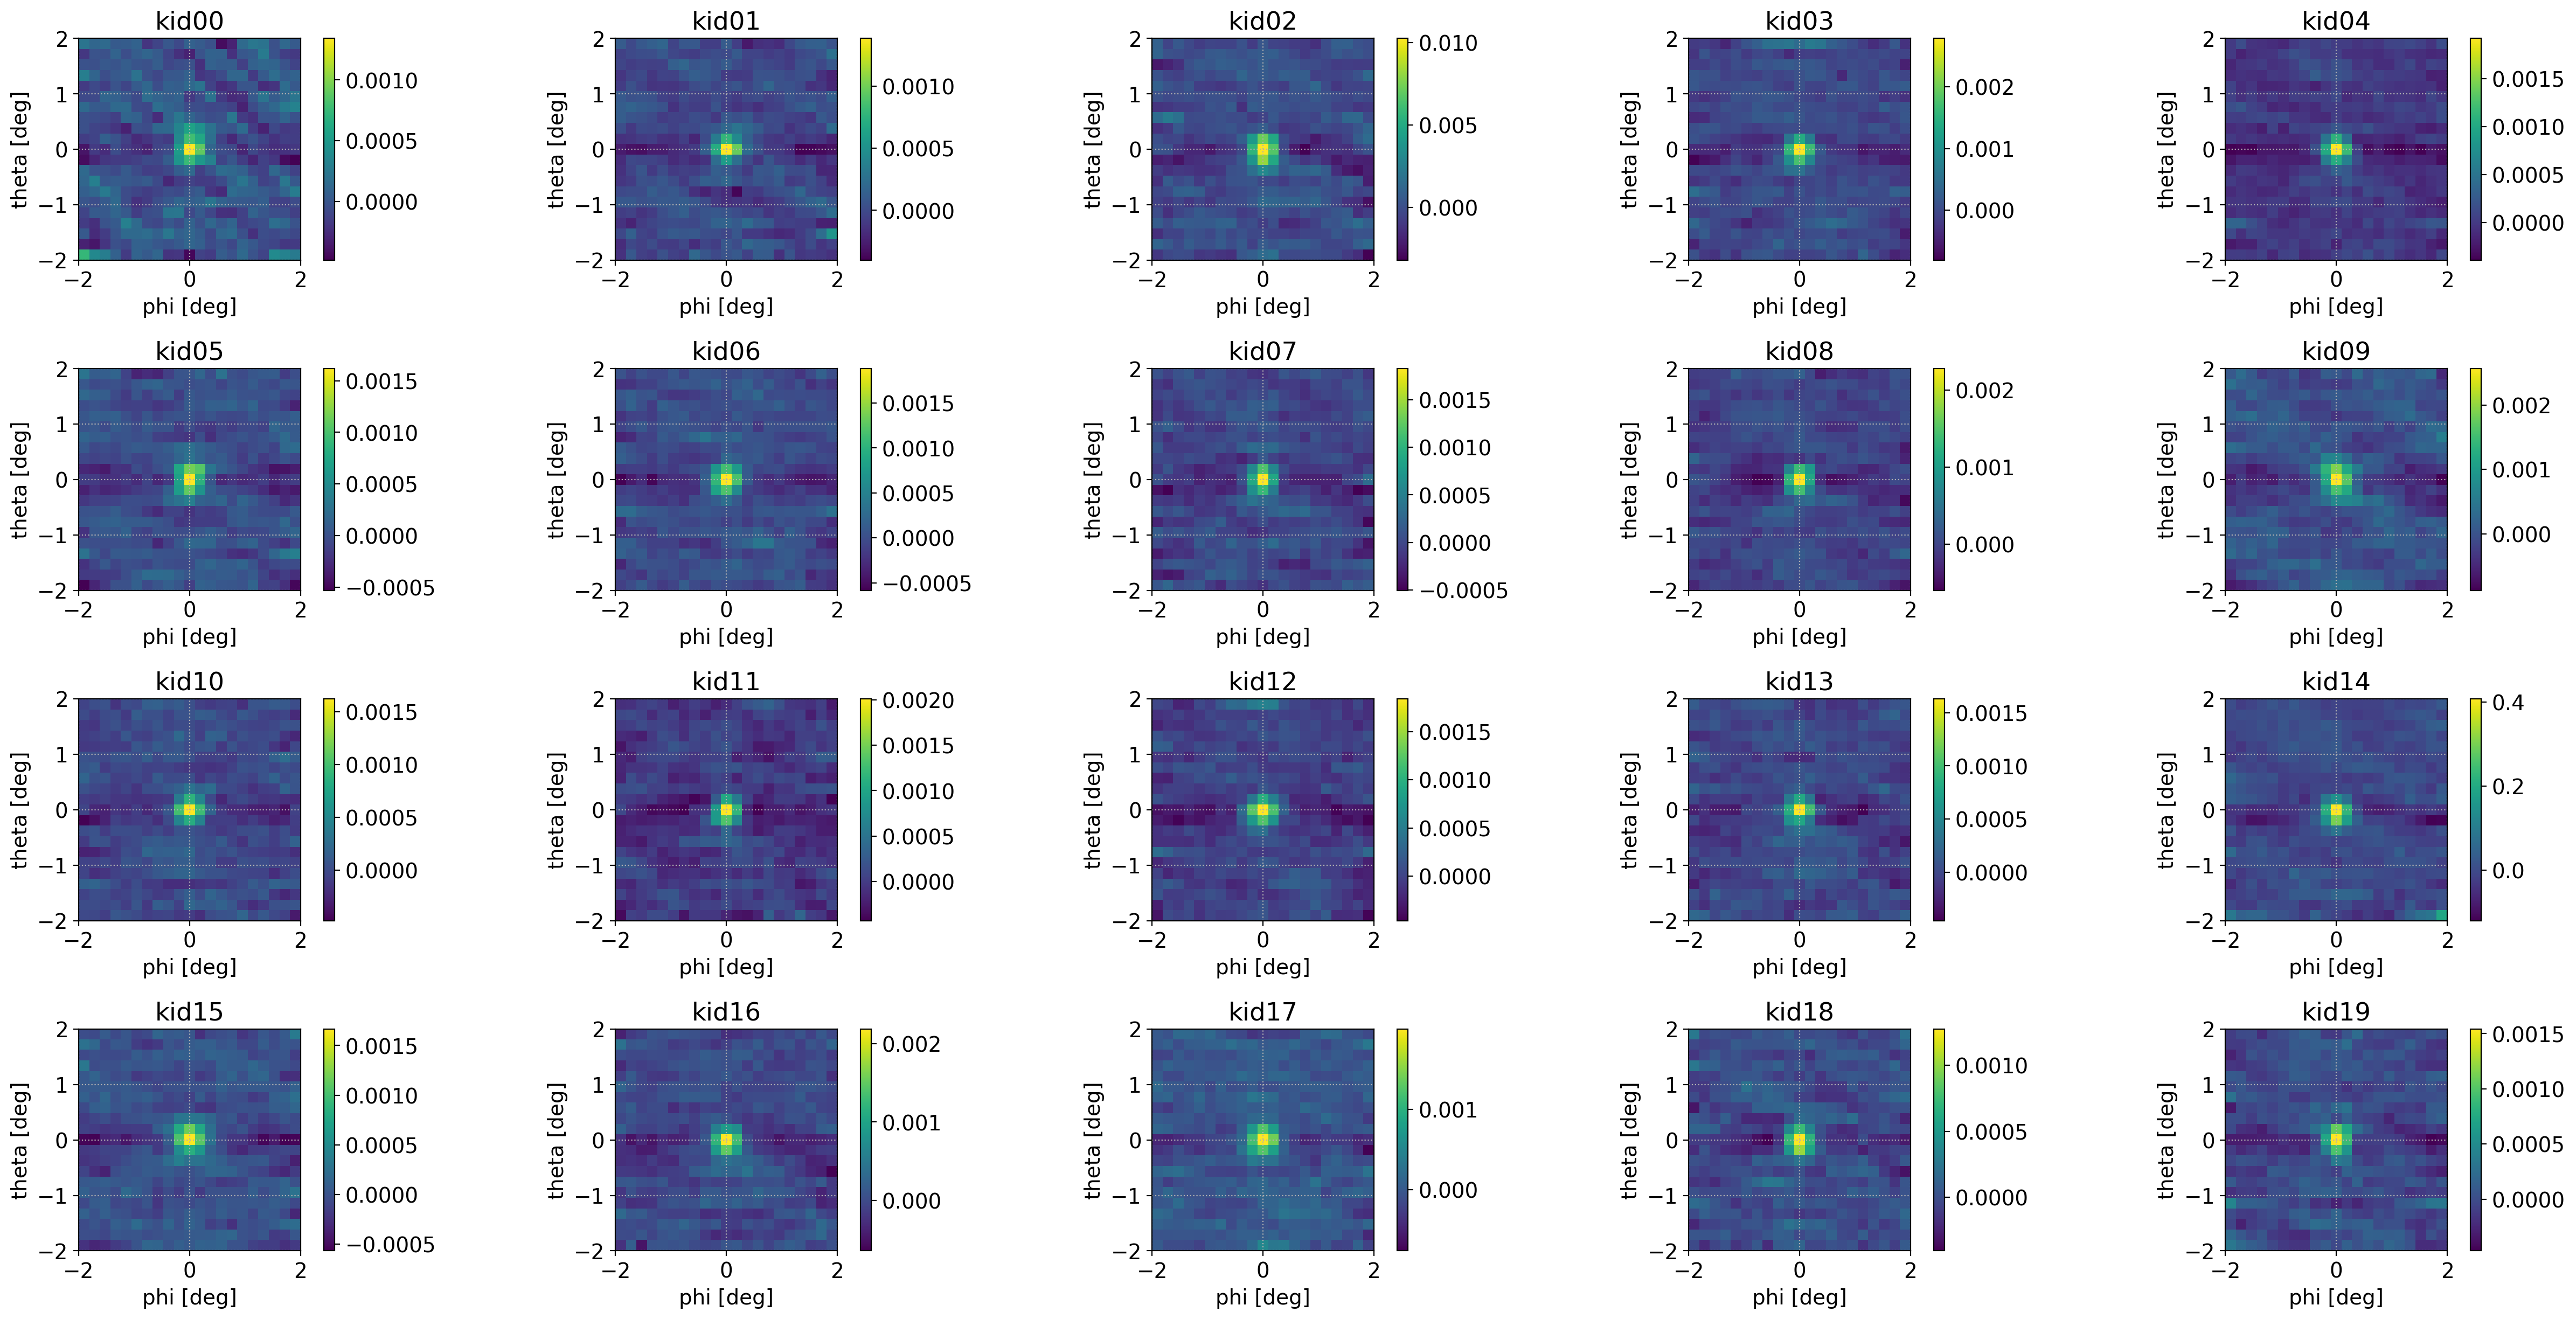 kid00 kid01 kid02 kid03 kid04
2 2 0.010 2 2
0.0010 0.0010 0.002 0.0015
1 1 1 1 1
0.0005 0.0005 0.005 0.001 0.0010
theta [deg] 0 theta [deg] 0 theta [deg] 0 theta [deg] 0 theta [deg] 0
0.0000 0.0000 0.000 0.000 0.0005
−1 −1 −1 −1 −1 0.0000
−2 −2 −2 −2 −2
−2 0 2 −2 0 2 −2 0 2 −2 0 2 −2 0 2
phi [deg] phi [deg] phi [deg] phi [deg] phi [deg]
kid05 kid06 kid07 kid08 kid09
2 0.0015 2 0.0015 2 0.0015 2 0.002 2 0.002
1 0.0010 1 0.0010 1 0.0010 1 0.001 1 0.001
theta [deg] 0 0.0005 theta [deg] 0 0.0005 theta [deg] 0 0.0005 theta [deg] 0 0.000 theta [deg] 0 0.000
−1 0.0000 −1 0.0000 −1 0.0000 −1 −1
−2 −0.0005 −2 −0.0005 −2 −0.0005 −2 −2
−2 0 2 −2 0 2 −2 0 2 −2 0 2 −2 0 2
phi [deg] phi [deg] phi [deg] phi [deg] phi [deg]
kid10 kid11 kid12 kid13 kid14
2 0.0015 2 0.0020 2 0.0015 2 0.0015 2 0.4
1 0.0010 1 0.0015 1 0.0010 1 0.0010 1 0.2
theta [deg] 0 0.0005 theta [deg] 0 0.0010 theta [deg] 0 0.0005 theta [deg] 0 0.0005 theta [deg] 0 0.0
−1 0.0000 −1 0.0005 −1 0.0000 −1 0.0000 −1
−2 −2 0.0000 −2 −2 −2
−2 0 2 −2 0 2 −2 0 2 −2 0 2 −2 0 2
phi [deg] phi [deg] phi [deg] phi [deg] phi [deg]
kid15 kid16 kid17 kid18 kid19
2 0.0015 2 0.002 2 0.001 2 0.0010 2 0.0015
1 0.0010 1 0.001 1 0.000 1 0.0005 1 0.0010
theta [deg] 0 0.0005 theta [deg] 0 0.000 theta [deg] 0 theta [deg] 0 0.0000 theta [deg] 0 0.0005
−1 0.0000 −1 −1 −1 −1 0.0000
−2 −0.0005 −2 −2 −2 −2
−2 0 2 −2 0 2 −2 0 2 −2 0 2 −2 0 2
phi [deg] phi [deg] phi [deg] phi [deg] phi [deg]